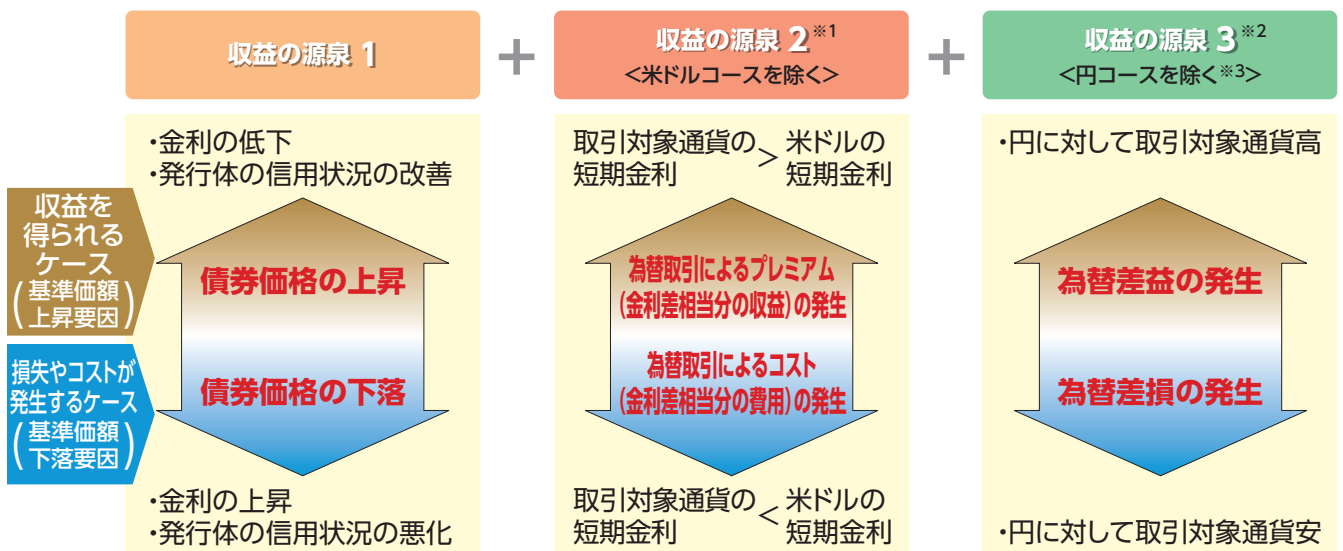 収益の源泉 1
+
収益の源泉 2※1
<米ドルコースを除く>
+
収益の源泉 3※2
<円コースを除く※3>
収益を
得られる
ケース
(基準価額
上昇要因)
損失やコストが
発生するケース
(基準価額
下落要因)
・金利の低下
・発行体の信用状況の改善
債券価格の上昇
債券価格の下落
・金利の上昇
・発行体の信用状況の悪化
取引対象通貨の
短期金利
>
米ドルの
短期金利
為替取引によるプレミアム
(金利差相当分の収益)の発生
為替取引によるコスト
(金利差相当分の費用)の発生
取引対象通貨の
短期金利
<
米ドルの
短期金利
・円に対して取引対象通貨高
為替差益の発生
為替差損の発生
・円に対して取引対象通貨安